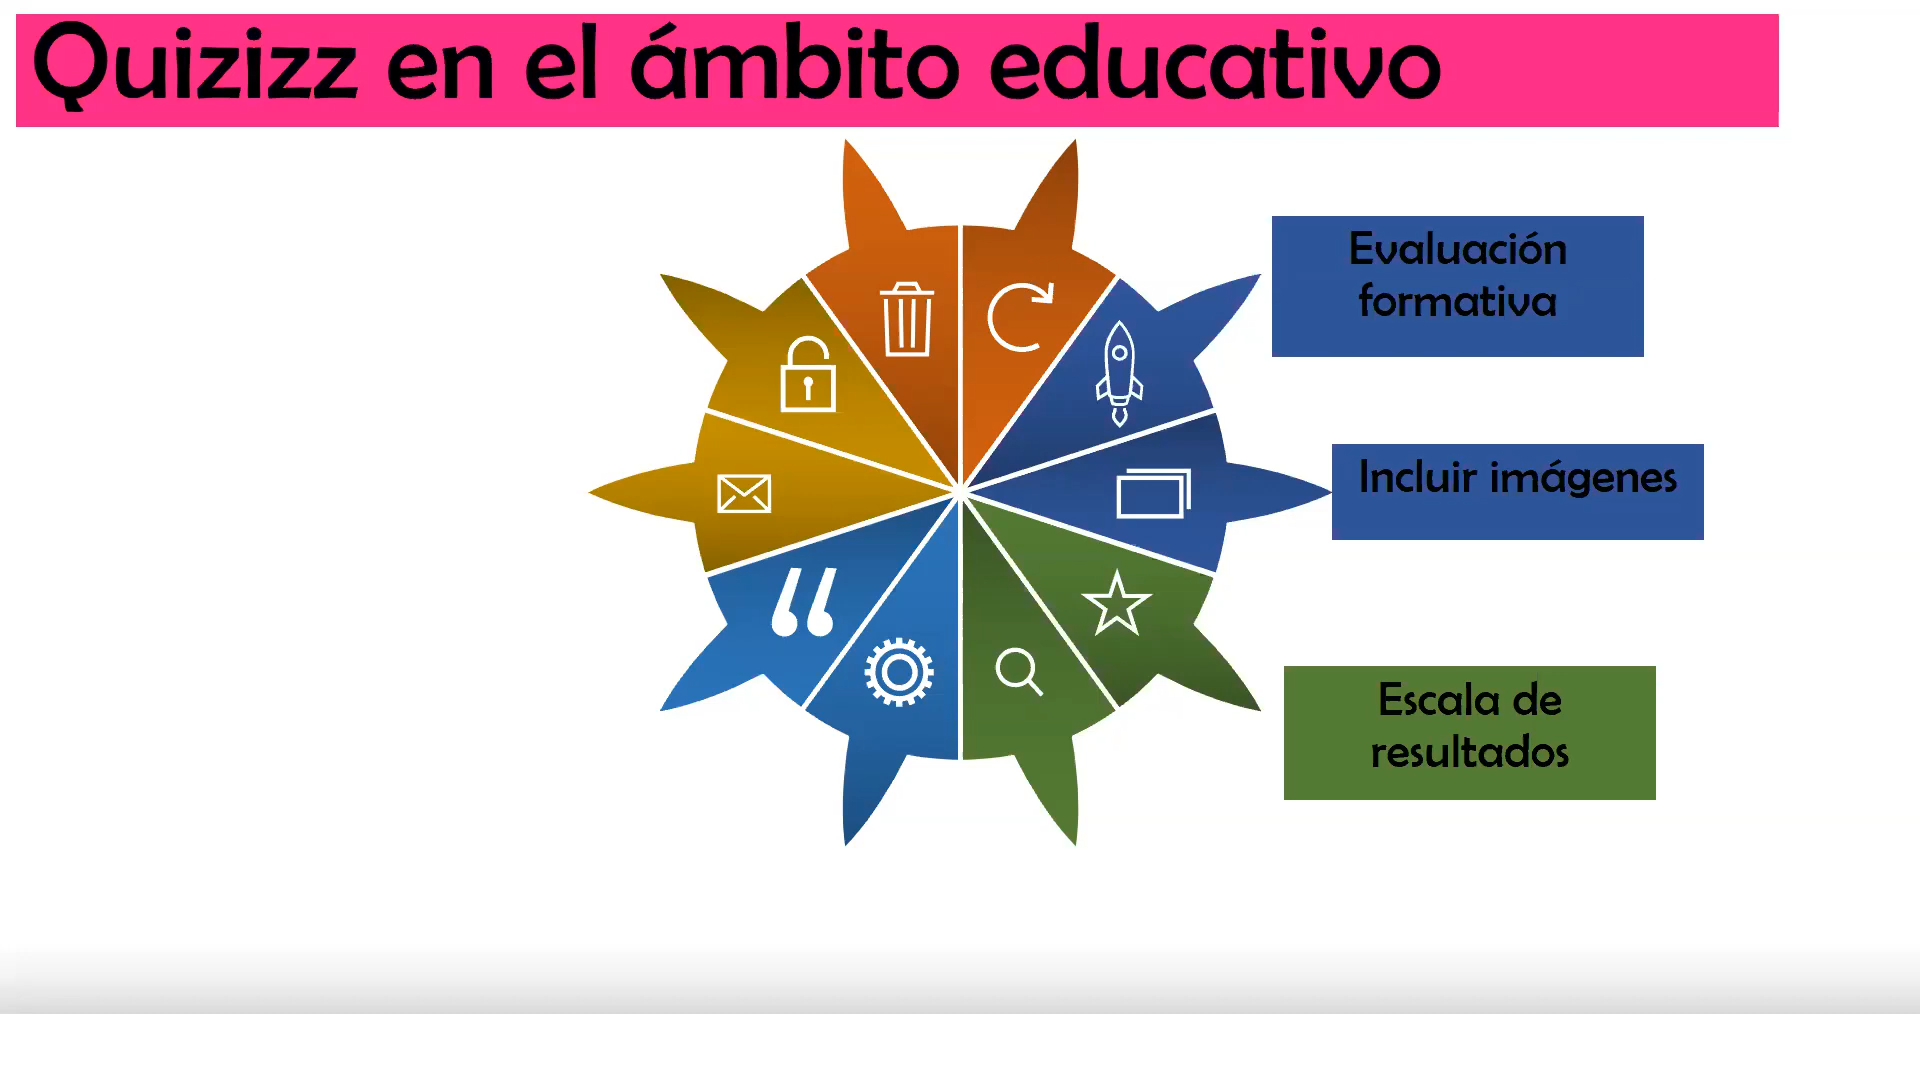 Quizizz en el ámbito educativo
Evaluación
formativa
Incluir imágenes
Escala de
resultados